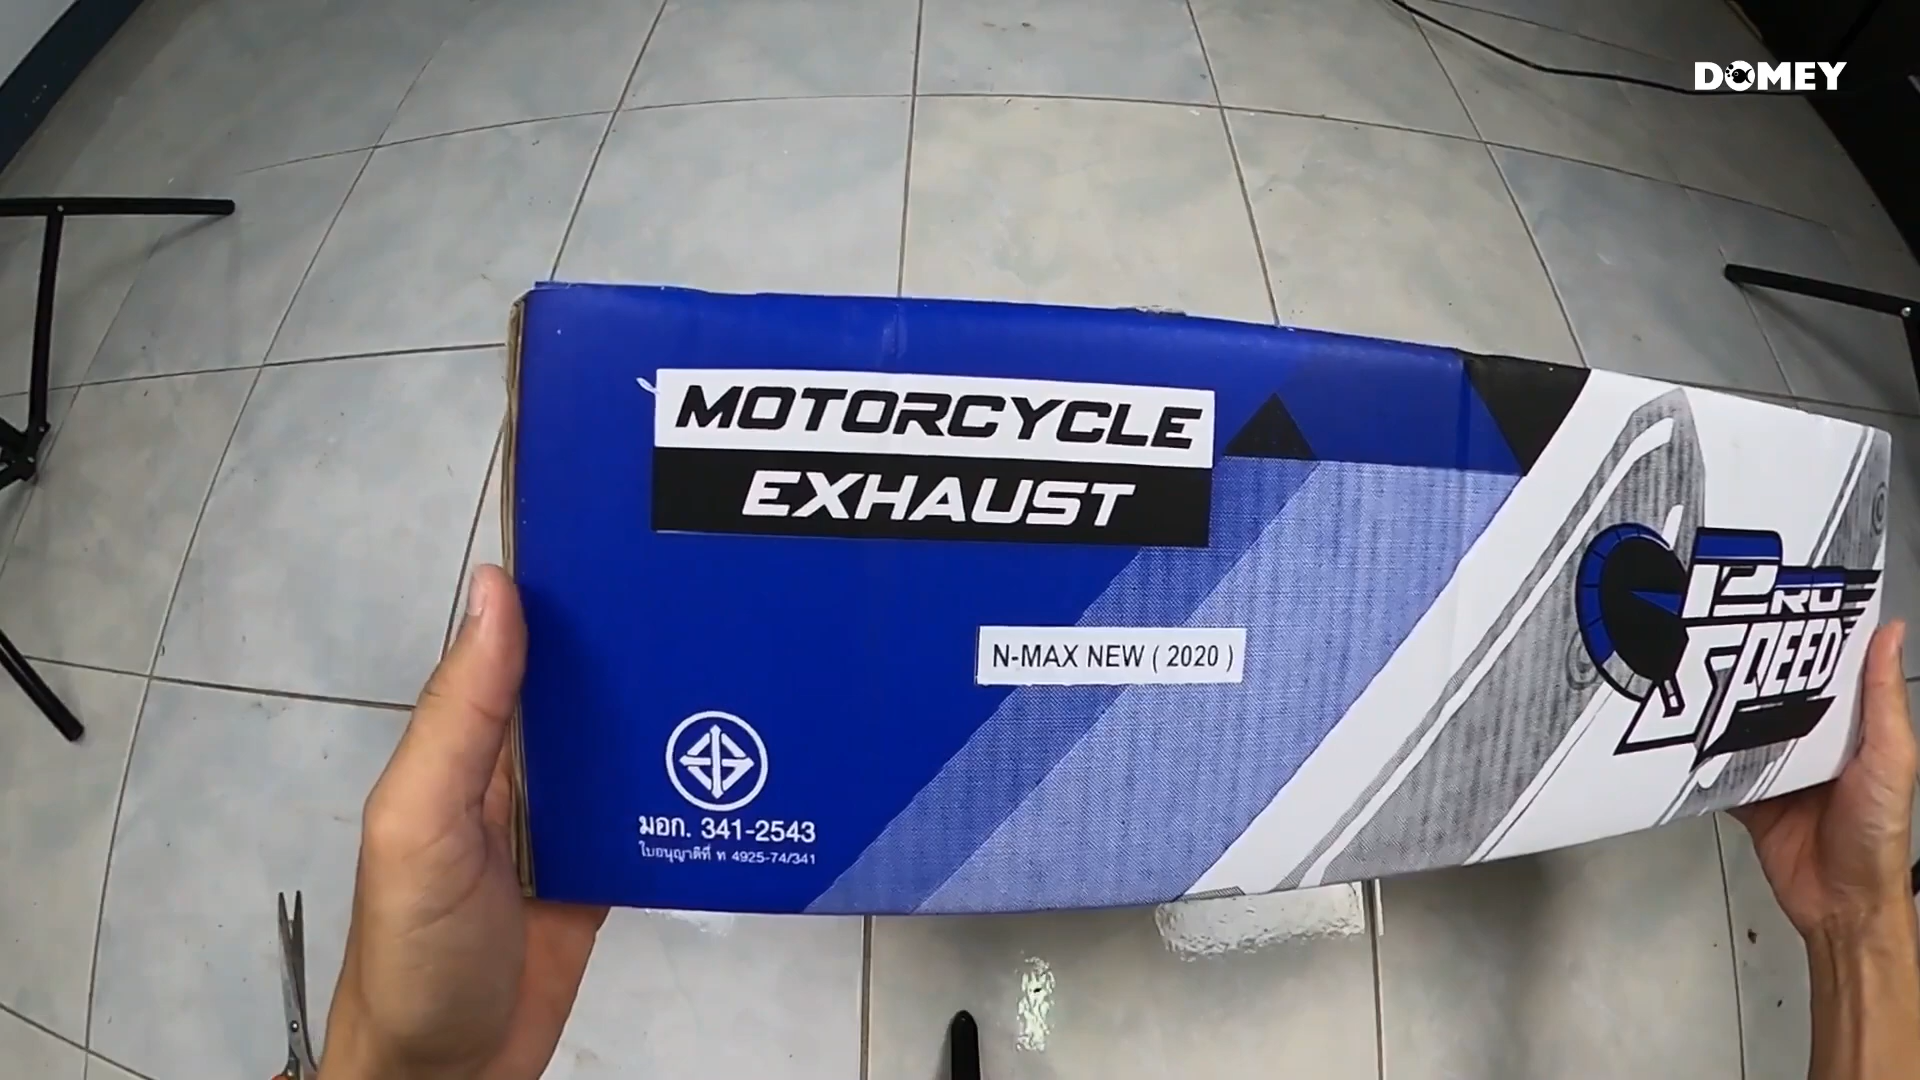 DOMEY
MOTORCYCLE
EXHAUST
N-MAX NEW ( 2020 )
PRO
SPEED
มอก. 341-2543
ใบอนุญาตที่ ท 4925-74/341